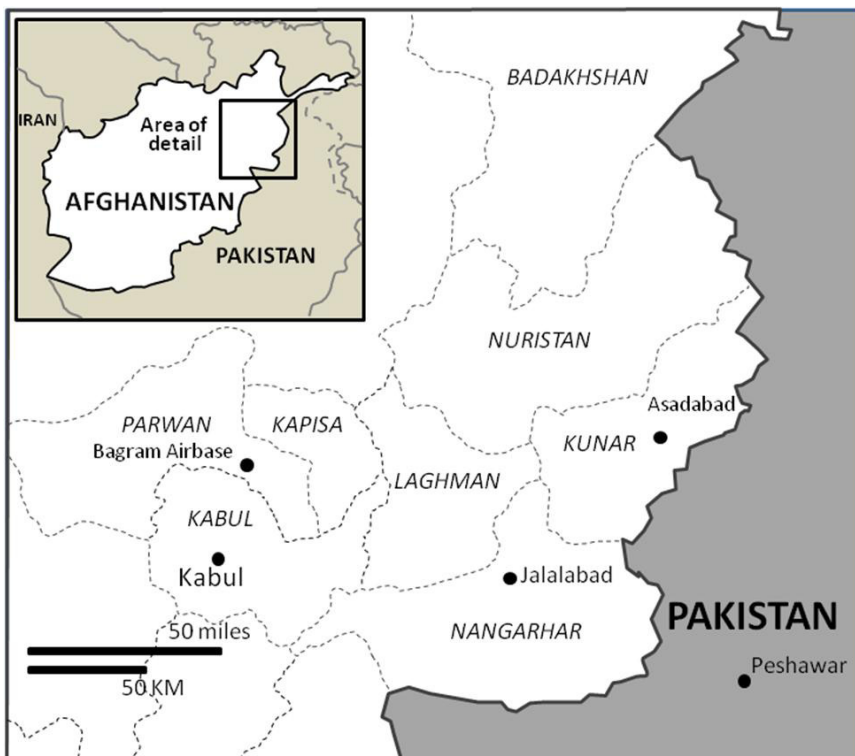 IRAN
Area of
detail
AFGHANISTAN
PAKISTAN
BADAKHSHAN
NURISTAN
PARWAN
KAPISA
Bagram Airbase
Asadabad
KUNAR
LAGHMAN
KABUL
Kabul
Jalalabad
NANGARHAR
PAKISTAN
Peshawar
50 miles
50 KM